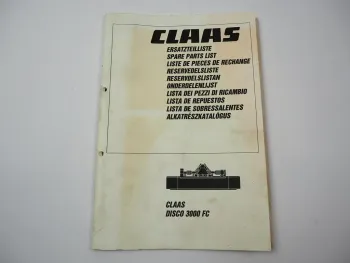 CLAAS
ERSATZTEILLISTE
SPARE PARTS LIST
LISTE DE PIECES DE RECHANGE
RESERVEDELSLISTE
RESERVDELSLISTAN
ONDERDELENLIJST
LISTA DEI PEZZI DI RICAMBIO
LISTA DE REPUESTOS
LISTA DE SOBRESSALENTES
ALKATRÉSZKATALÓGUS
CLAAS
DISCO 3000 FC